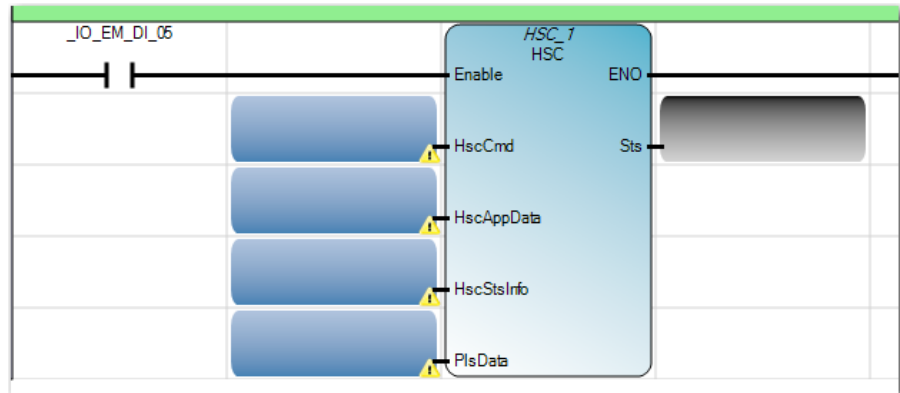 _IO_EM_DI_05
HSC_1
HSC
Enable
ENO
HscCmd
Sts
HscAppData
HscStsInfo
PlsData